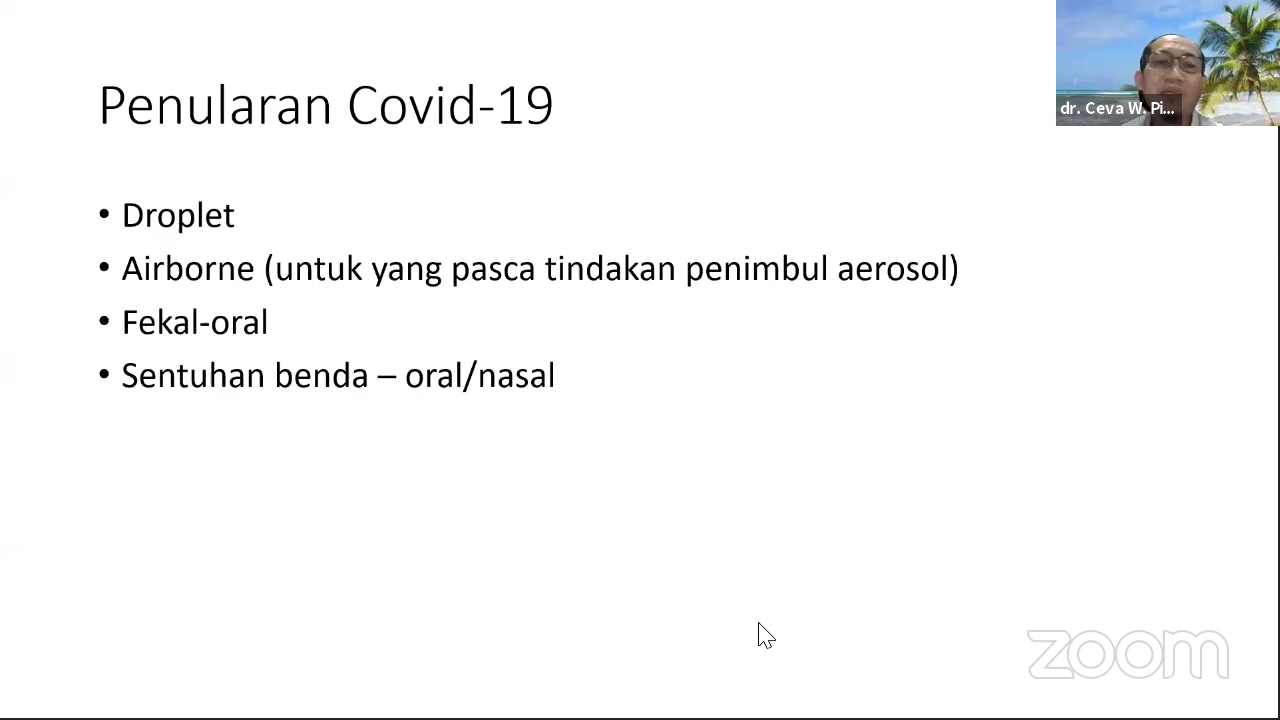 Penularan Covid-19
dr. Ceva W. Pi...
• Droplet
• Airborne (untuk yang pasca tindakan penimbul aerosol)
• Fekal-oral
• Sentuhan benda – oral/nasal
zoom